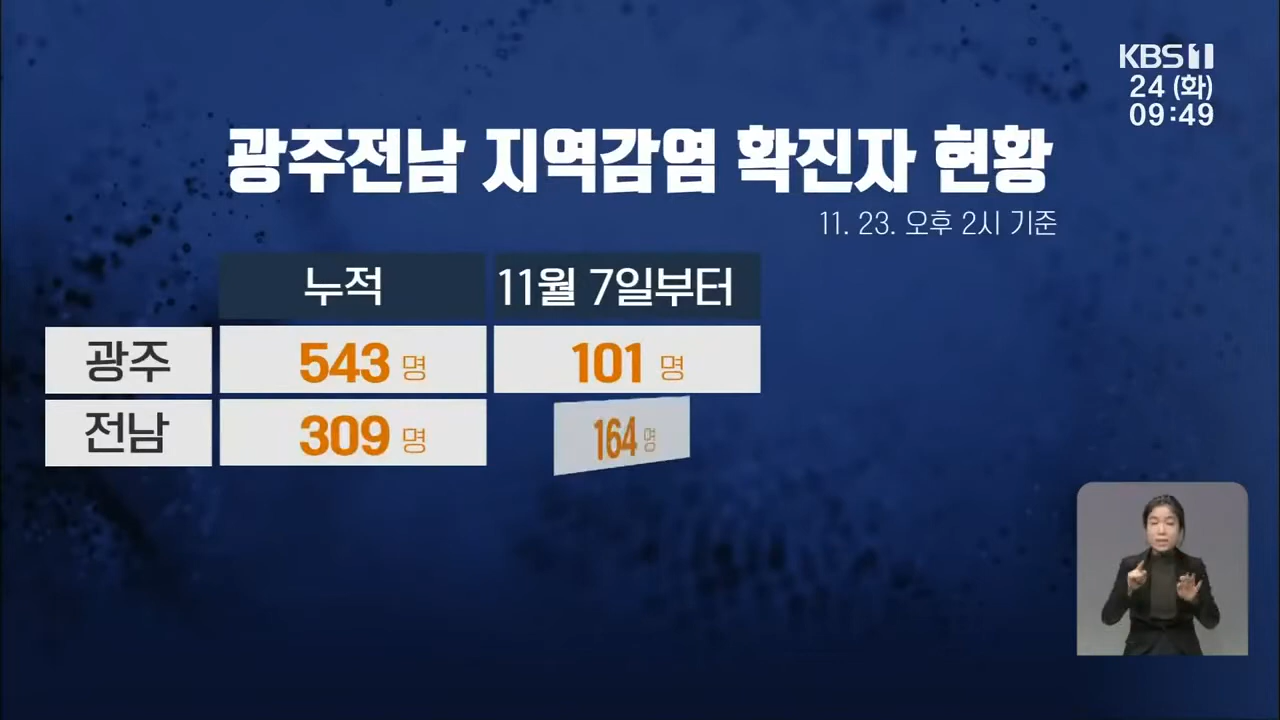 KBS 1
24 (화)
09:49
광주전남 지역감염 확진자 현황
11. 23. 오후 2시 기준
누적 11월 7일부터
광주 543 명 101 명
전남 309 명 164 명